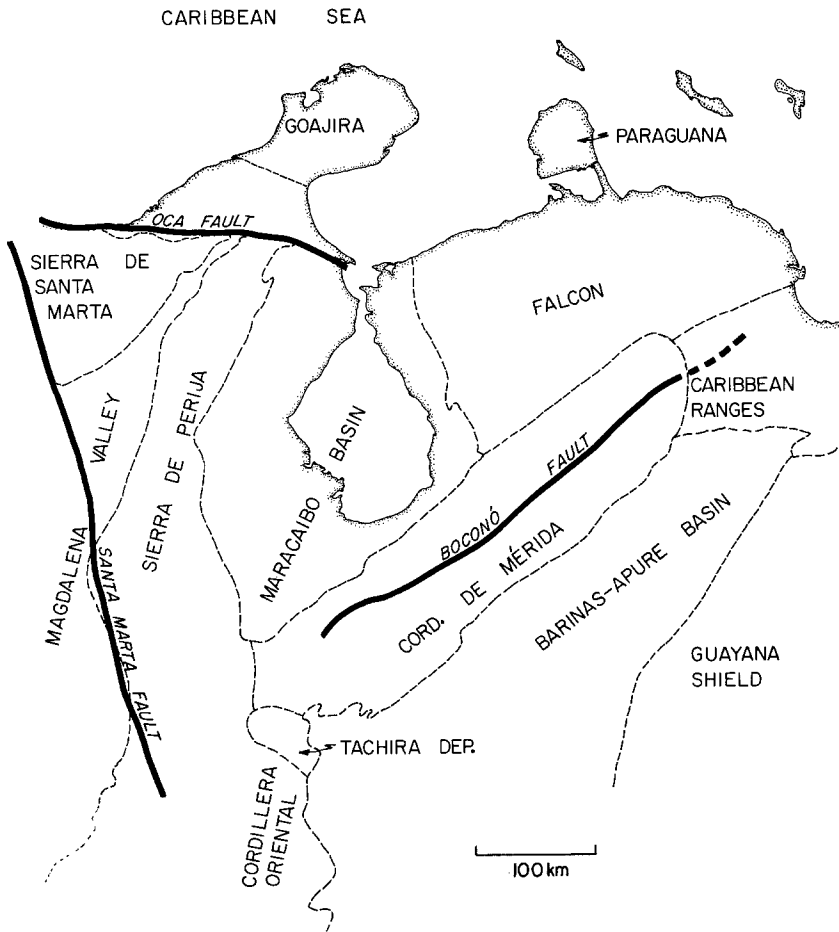 CARIBBEAN SEA
GOAJIRA
PARAGUANA
OCA FAULT
SIERRA DE
SANTA
MARTA
FALCON
CARIBBEAN
RANGES
VALLEY
SIERRA DE PERIJA
BASIN
MARACAIBO
BOCONÓ FAULT
MAGDALENA
SANTA MARTA FAULT
CORD. DE MÉRIDA
BARINAS-APURE BASIN
GUAYANA
SHIELD
TACHIRA DEP.
CORDILLERA
ORIENTAL
100 km